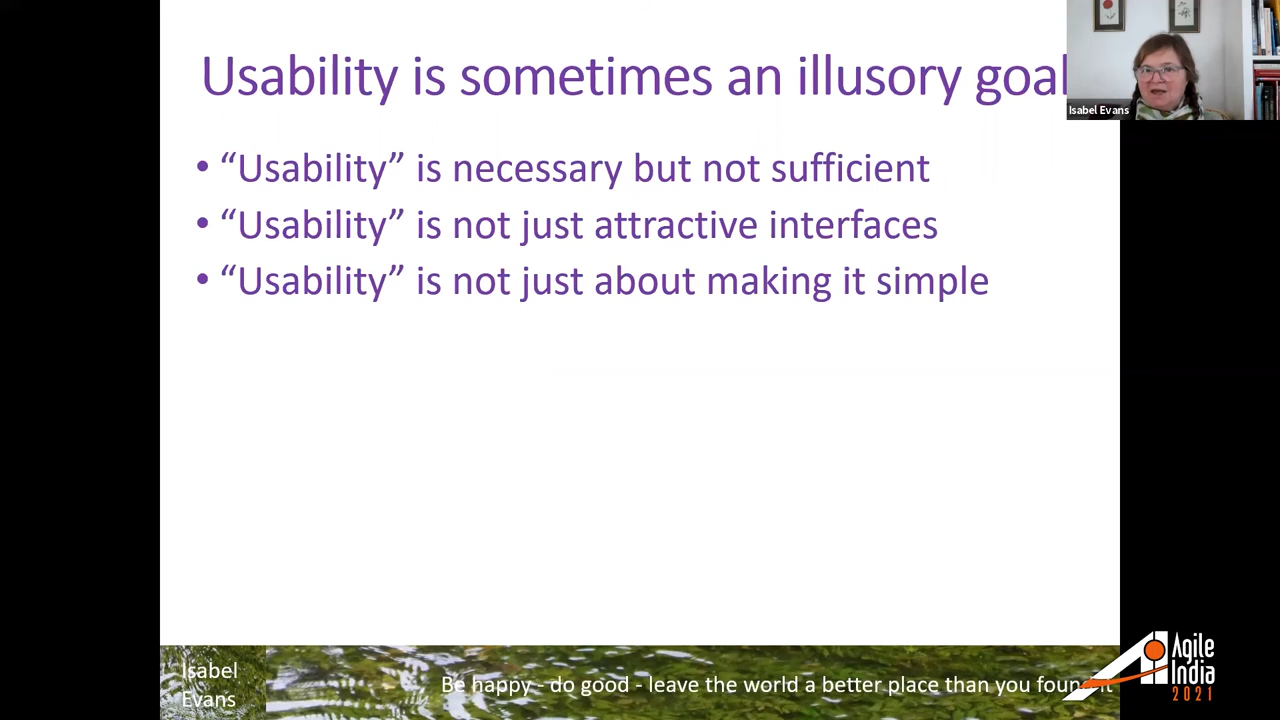 Usability is sometimes an illusory goal
Isabel Evans
• “Usability” is necessary but not sufficient
• “Usability” is not just attractive interfaces
• “Usability” is not just about making it simple
Isabel
Evans
Be happy - do good - leave the world a better place than you found it
Agile
India
2021